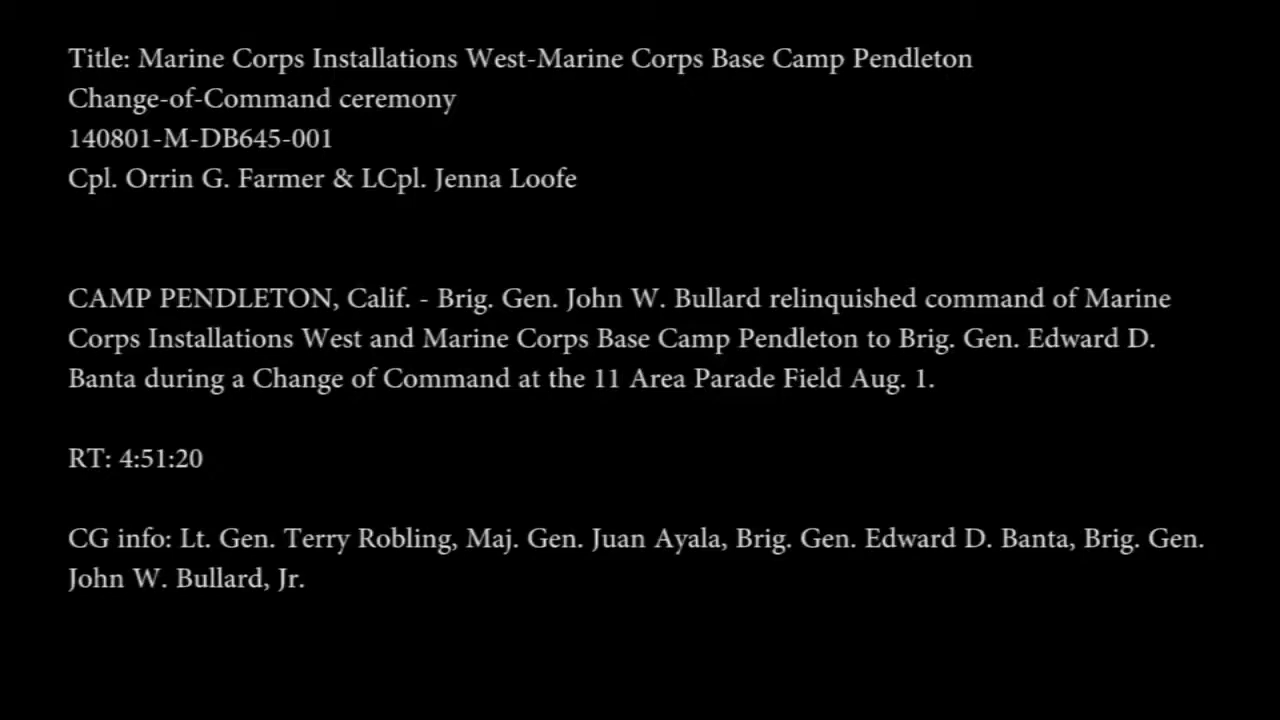 Title: Marine Corps Installations West-Marine Corps Base Camp Pendleton
Change-of-Command ceremony
140801-M-DB645-001
Cpl. Orrin G. Farmer & LCpl. Jenna Loofe
CAMP PENDLETON, Calif. - Brig. Gen. John W. Bullard relinquished command of Marine
Corps Installations West and Marine Corps Base Camp Pendleton to Brig. Gen. Edward D.
Banta during a Change of Command at the 11 Area Parade Field Aug. 1.
RT: 4:51:20
CG info: Lt. Gen. Terry Robling, Maj. Gen. Juan Ayala, Brig. Gen. Edward D. Banta, Brig. Gen.
John W. Bullard, Jr.